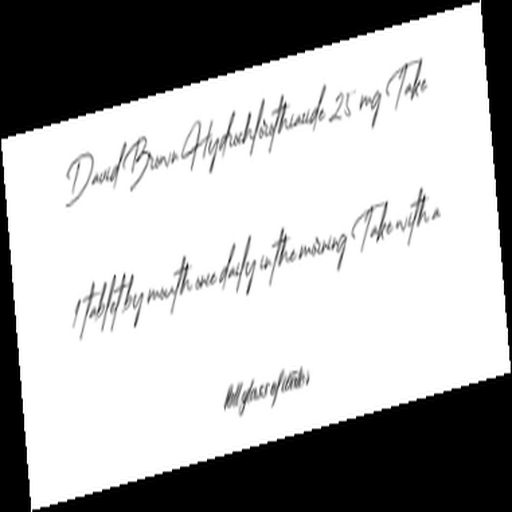 David Brown Hydrochlorothiazide 25 mg Take
1 tablet by mouth once daily in the morning Take with a
full glass of